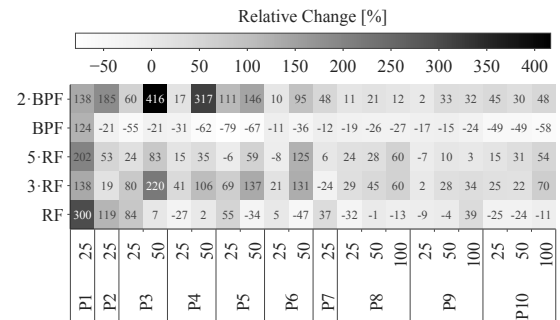 Relative Change [%]
−50 0 50 100 150 200 250 300 350 400
2·BPF 138 185 60 416 17 317 111 146 10 95 48 11 21 12 2 33 32 45 30 48
BPF 124 -21 -55 -21 -31 -62 -79 -67 -11 -36 -12 -19 -26 -27 -17 -15 -24 -49 -49 -58
5·RF 202 53 24 83 15 35 -6 59 -8 125 6 24 28 60 -7 10 3 15 31 54
3·RF 138 19 80 220 41 106 69 137 21 131 -24 29 45 60 2 28 34 25 22 70
RF 300 119 84 7 -27 2 55 -34 5 -47 37 -32 -1 -13 -9 -4 39 -25 -24 -11
25 25 25 50 25 50 25 50 25 50 25 25 50 100 25 50 100 25 50 100
P1 P2 P3 P4 P5 P6 P7 P8 P9 P10